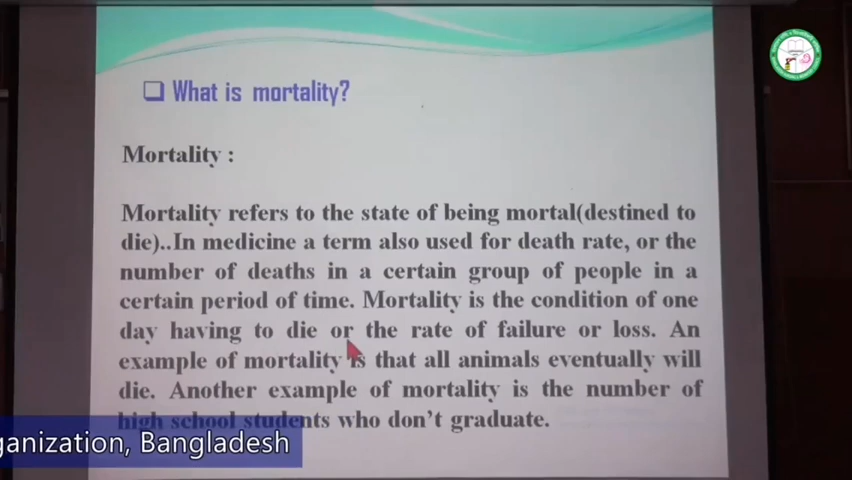 What is mortality?
Mortality :
Mortality refers to the state of being mortal(destined to
die)..In medicine a term also used for death rate, or the
number of deaths in a certain group of people in a
certain period of time. Mortality is the condition of one
day having to die or the rate of failure or loss. An
example of mortality is that all animals eventually will
die. Another example of mortality is the number of
high school students who don't graduate.
ganization, Bangladesh